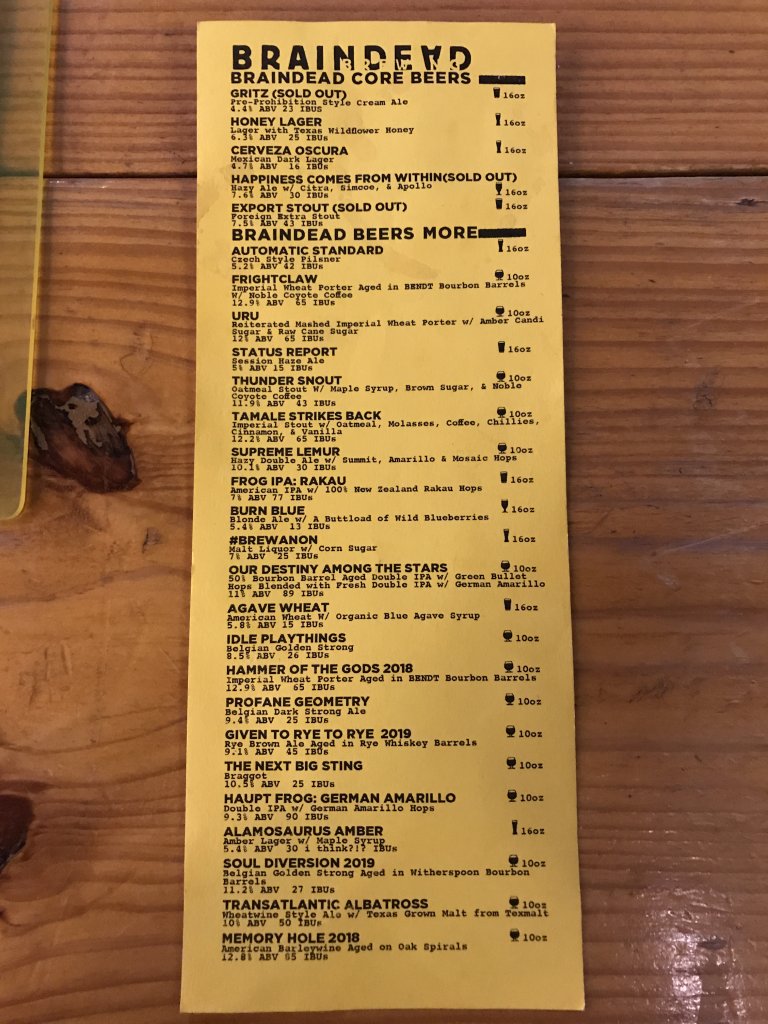 BRAINDEAD
BREWING
BRAINDEAD CORE BEERS
GRITZ (SOLD OUT) 16oz
Pre-Prohibition Style Cream Ale
4.4% ABV 23 IBUS
HONEY LAGER 16oz
Lager with Texas Wildflower Honey
6.3% ABV 25 IBUs
CERVEZA OSCURA 16oz
Mexican Dark Lager
4.7% ABV 16 IBUs
HAPPINESS COMES FROM WITHIN(SOLD OUT)
Hazy Ale w/ Citra, Simcoe, & Apollo 16oz
7.6% ABV 30 IBUs
EXPORT STOUT (SOLD OUT) 16oz
Foreign Extra Stout
7.5% ABV 43 IBUs
BRAINDEAD BEERS MORE
AUTOMATIC STANDARD 16oz
Czech Style Pilsner
5.2% ABV 42 IBUs
FRIGHTCLAW 10oz
Imperial Wheat Porter Aged in BENDT Bourbon Barrels
W/ Noble Coyote Coffee
12.9% ABV 65 IBUs
URU 10oz
Reiterated Mashed Imperial Wheat Porter w/ Amber Candi
Sugar & Raw Cane Sugar
12% ABV 65 IBUs
STATUS REPORT 16oz
Session Haze Ale
5% ABV 15 IBUs
THUNDER SNOUT 10oz
Oatmeal Stout W/ Maple Syrup, Brown Sugar, & Noble
Coyote Coffee
11.9% ABV 43 IBUs
TAMALE STRIKES BACK 10oz
Imperial Stout w/ Oatmeal, Molasses, Coffee, Chillies,
Cinnamon, & Vanilla
12.2% ABV 65 IBUs
SUPREME LEMUR 10oz
Hazy Double Ale w/ Summit, Amarillo & Mosaic Hops
10.1% ABV 30 IBUs
FROG IPA: RAKAU 16oz
American IPA w/ 100% New Zealand Rakau Hops
7% ABV 77 IBUs
BURN BLUE 16oz
Blonde Ale w/ A Buttload of Wild Blueberries
5.4% ABV 13 IBUs
#BREWANON 16oz
Malt Liquor w/ Corn Sugar
7% ABV 25 IBUs
OUR DESTINY AMONG THE STARS 10oz
50% Bourbon Barrel Aged Double IPA w/ Green Bullet
Hops Blended with Fresh Double IPA w/ German Amarillo
11% ABV 89 IBUs
AGAVE WHEAT 16oz
American Wheat W/ Organic Blue Agave Syrup
5.8% ABV 15 IBUs
IDLE PLAYTHINGS 10oz
Belgian Golden Strong
8.5% ABV 26 IBUs
HAMMER OF THE GODS 2018 10oz
Imperial Wheat Porter Aged in BENDT Bourbon Barrels
12.9% ABV 65 IBUs
PROFANE GEOMETRY 10oz
Belgian Dark Strong Ale
9.4% ABV 25 IBUs
GIVEN TO RYE TO RYE 2019 10oz
Rye Brown Ale Aged in Rye Whiskey Barrels
9.1% ABV 45 IBUs
THE NEXT BIG STING 10oz
Braggot
10.5% ABV 25 IBUs
HAUPT FROG: GERMAN AMARILLO 10oz
Double IPA w/ German Amarillo Hops
9.3% ABV 90 IBUs
ALAMOSAURUS AMBER 16oz
Amber Lager w/ Maple Syrup
5.4% ABV 30 i think?!? IBUs
SOUL DIVERSION 2019 10oz
Belgian Golden Strong Aged in Witherspoon Bourbon
Barrels
11.2% ABV 27 IBUs
TRANSATLANTIC ALBATROSS 10oz
Wheatwine Style Ale w/ Texas Grown Malt from Texmalt
10% ABV 50 IBUs
MEMORY HOLE 2018 10oz
American Barleywine Aged on Oak Spirals
12.8% ABV 85 IBUs